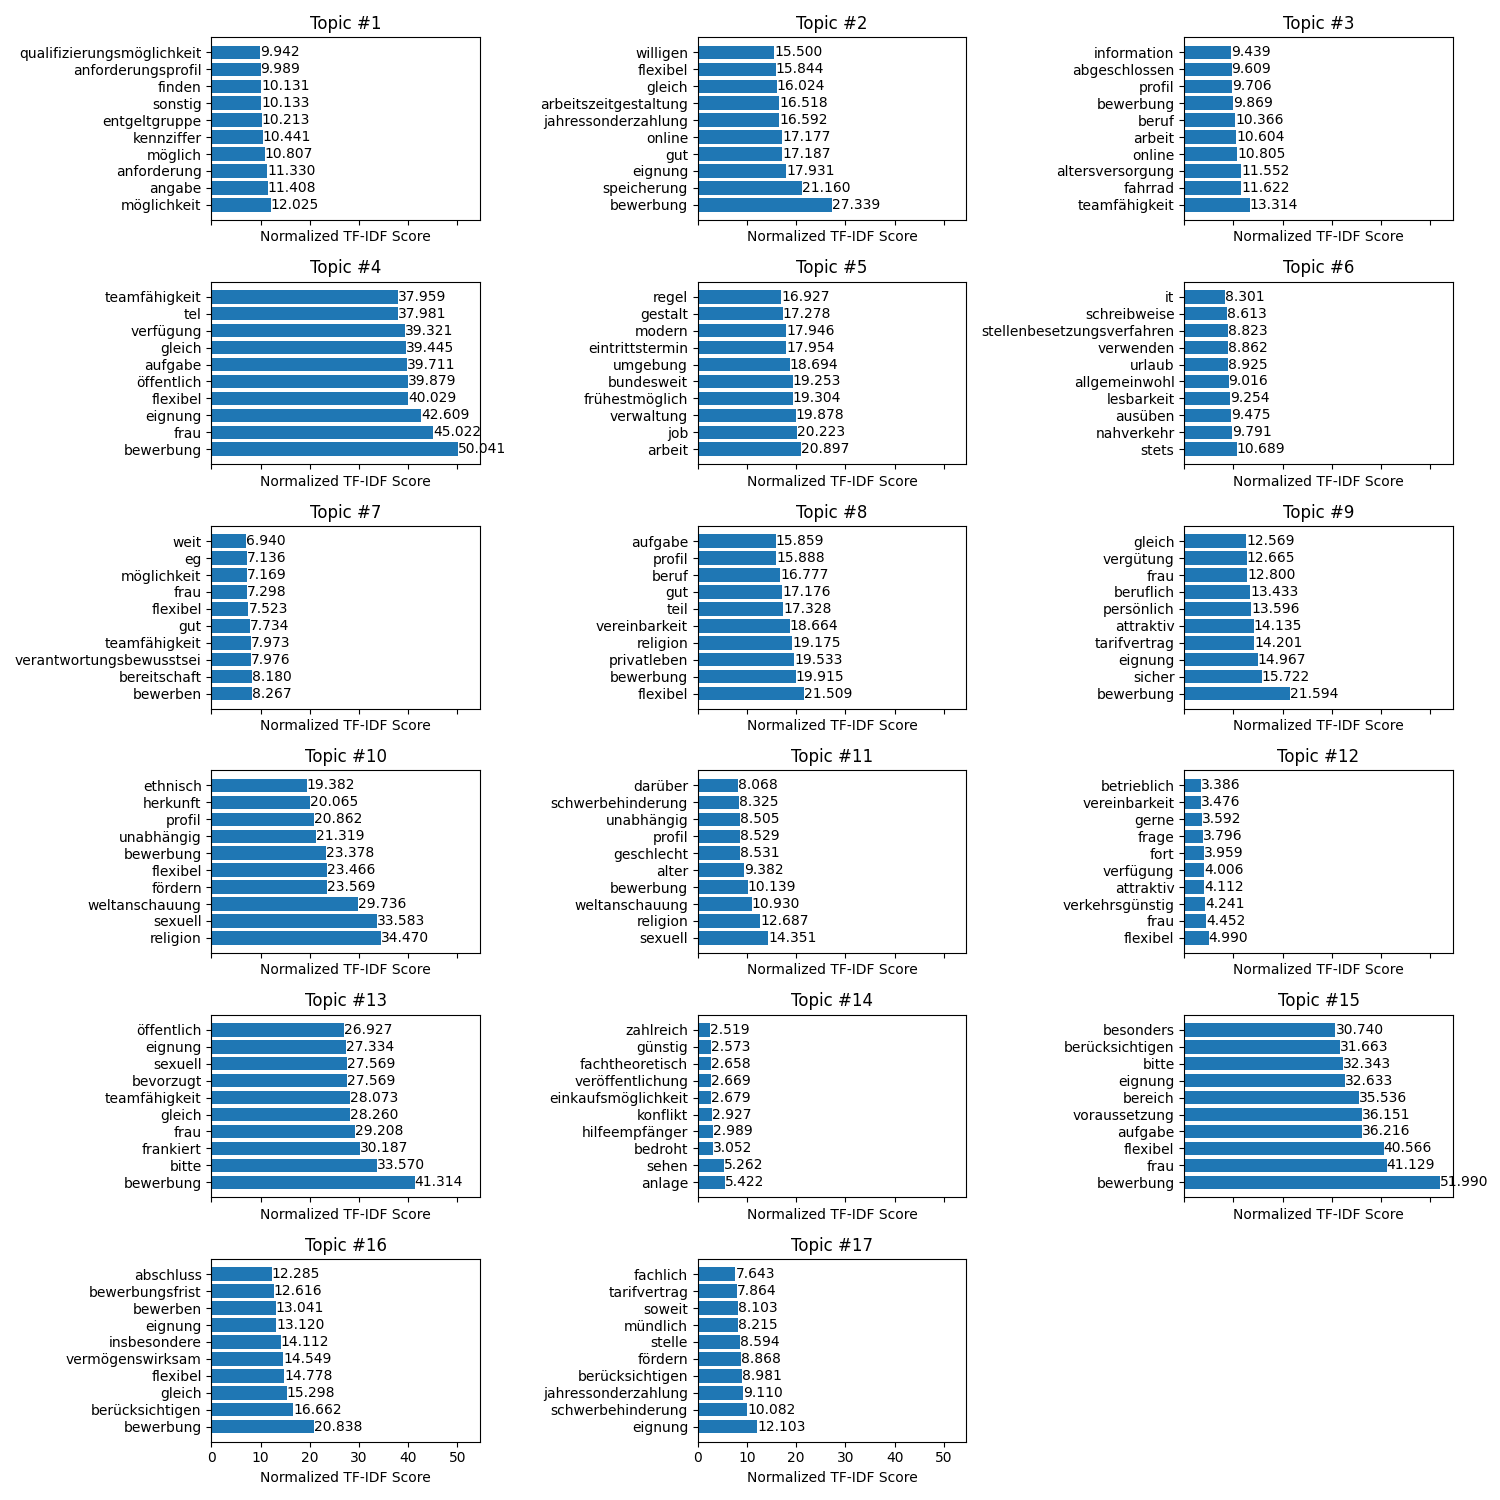 Topic #1
qualifizierungsmöglichkeit 9.942
anforderungsprofil 9.989
finden 10.131
sonstig 10.133
entgeltgruppe 10.213
kennziffer 10.441
möglich 10.807
anforderung 11.330
angabe 11.408
möglichkeit 12.025
Normalized TF-IDF Score
Topic #2
willigen 15.500
flexibel 15.844
gleich 16.024
arbeitszeitgestaltung 16.518
jahressonderzahlung 16.592
online 17.177
gut 17.187
eignung 17.931
speicherung 21.160
bewerbung 27.339
Normalized TF-IDF Score
Topic #3
information 9.439
abgeschlossen 9.609
profil 9.706
bewerbung 9.869
beruf 10.366
arbeit 10.604
online 10.805
altersversorgung 11.552
fahrrad 11.622
teamfähigkeit 13.314
Normalized TF-IDF Score
Topic #4
teamfähigkeit 37.959
tel 37.981
verfügung 39.321
gleich 39.445
aufgabe 39.711
öffentlich 39.879
flexibel 40.029
eignung 42.609
frau 45.022
bewerbung 50.041
Normalized TF-IDF Score
Topic #5
regel 16.927
gestalt 17.278
modern 17.946
eintrittstermin 17.954
umgebung 18.694
bundesweit 19.253
frühestmöglich 19.304
verwaltung 19.878
job 20.223
arbeit 20.897
Normalized TF-IDF Score
Topic #6
it 8.301
schreibweise 8.613
stellenbesetzungsverfahren 8.823
verwenden 8.862
urlaub 8.925
allgemeinwohl 9.016
lesbarkeit 9.254
ausüben 9.475
nahverkehr 9.791
stets 10.689
Normalized TF-IDF Score
Topic #7
weit 6.940
eg 7.136
möglichkeit 7.169
frau 7.298
flexibel 7.523
gut 7.734
teamfähigkeit 7.973
verantwortungsbewusstsei 7.976
bereitschaft 8.180
bewerben 8.267
Normalized TF-IDF Score
Topic #8
aufgabe 15.859
profil 15.888
beruf 16.777
gut 17.176
teil 17.328
vereinbarkeit 18.664
religion 19.175
privatleben 19.533
bewerbung 19.915
flexibel 21.509
Normalized TF-IDF Score
Topic #9
gleich 12.569
vergütung 12.665
frau 12.800
beruflich 13.433
persönlich 13.596
attraktiv 14.135
tarifvertrag 14.201
eignung 14.967
sicher 15.722
bewerbung 21.594
Normalized TF-IDF Score
Topic #10
ethnisch 19.382
herkunft 20.065
profil 20.862
unabhängig 21.319
bewerbung 23.378
flexibel 23.466
fördern 23.569
weltanschauung 29.736
sexuell 33.583
religion 34.470
Normalized TF-IDF Score
Topic #11
darüber 8.068
schwerbehinderung 8.325
unabhängig 8.505
profil 8.529
geschlecht 8.531
alter 9.382
bewerbung 10.139
weltanschauung 10.930
religion 12.687
sexuell 14.351
Normalized TF-IDF Score
Topic #12
betrieblich 3.386
vereinbarkeit 3.476
gerne 3.592
frage 3.796
fort 3.959
verfügung 4.006
attraktiv 4.112
verkehrsgünstig 4.241
frau 4.452
flexibel 4.990
Normalized TF-IDF Score
Topic #13
öffentlich 26.927
eignung 27.334
sexuell 27.569
bevorzugt 27.569
teamfähigkeit 28.073
gleich 28.260
frau 29.208
frankiert 30.187
bitte 33.570
bewerbung 41.314
Normalized TF-IDF Score
Topic #14
zahlreich 2.519
günstig 2.573
fachtheoretisch 2.658
veröffentlichung 2.669
einkaufsmöglichkeit 2.679
konflikt 2.927
hilfeempfänger 2.989
bedroht 3.052
sehen 5.262
anlage 5.422
Normalized TF-IDF Score
Topic #15
besonders 30.740
berücksichtigen 31.663
bitte 32.343
eignung 32.633
bereich 35.536
voraussetzung 36.151
aufgabe 36.216
flexibel 40.566
frau 41.129
bewerbung 51.990
Normalized TF-IDF Score
Topic #16
abschluss 12.285
bewerbungsfrist 12.616
bewerben 13.041
eignung 13.120
insbesondere 14.112
vermögenswirksam 14.549
flexibel 14.778
gleich 15.298
berücksichtigen 16.662
bewerbung 20.838
0 10 20 30 40 50
Normalized TF-IDF Score
Topic #17
fachlich 7.643
tarifvertrag 7.864
soweit 8.103
mündlich 8.215
stelle 8.594
fördern 8.868
berücksichtigen 8.981
jahressonderzahlung 9.110
schwerbehinderung 10.082
eignung 12.103
0 10 20 30 40 50
Normalized TF-IDF Score